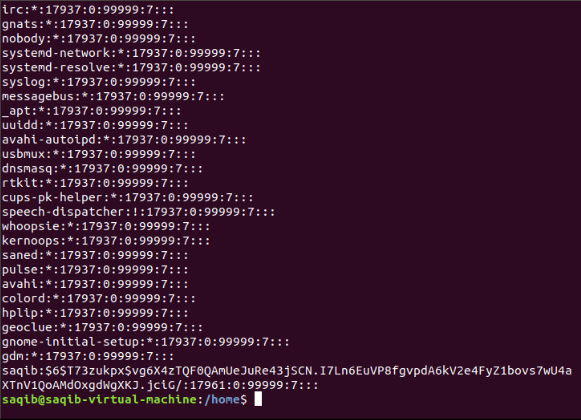 irc:*:17937:0:99999:7:::
gnats:*:17937:0:99999:7:::
nobody:*:17937:0:99999:7:::
systemd-network:*:17937:0:99999:7:::
systemd-resolve:*:17937:0:99999:7:::
syslog:*:17937:0:99999:7:::
messagebus:*:17937:0:99999:7:::
_apt:*:17937:0:99999:7:::
uuidd:*:17937:0:99999:7:::
avahi-autoipd:*:17937:0:99999:7:::
usbmux:*:17937:0:99999:7:::
dnsmasq:*:17937:0:99999:7:::
rtkit:*:17937:0:99999:7:::
cups-pk-helper:*:17937:0:99999:7:::
speech-dispatcher:!:17937:0:99999:7:::
whoopsie:*:17937:0:99999:7:::
kernoops:*:17937:0:99999:7:::
saned:*:17937:0:99999:7:::
pulse:*:17937:0:99999:7:::
avahi:*:17937:0:99999:7:::
colord:*:17937:0:99999:7:::
hplip:*:17937:0:99999:7:::
geoclue:*:17937:0:99999:7:::
gnome-initial-setup:*:17937:0:99999:7:::
gdm:*:17937:0:99999:7:::
saqib:$6$T73zukpx$vg6X4zTQF0QAmUeJuRe43jSCN.I7Ln6EuVP8fgvpdA6kV2e4FyZ1bovs7wU4a
XTnV1QoAMdOxgdWgXKJ.jciG/:17961:0:99999:7:::
saqib@saqib-virtual-machine:/home$